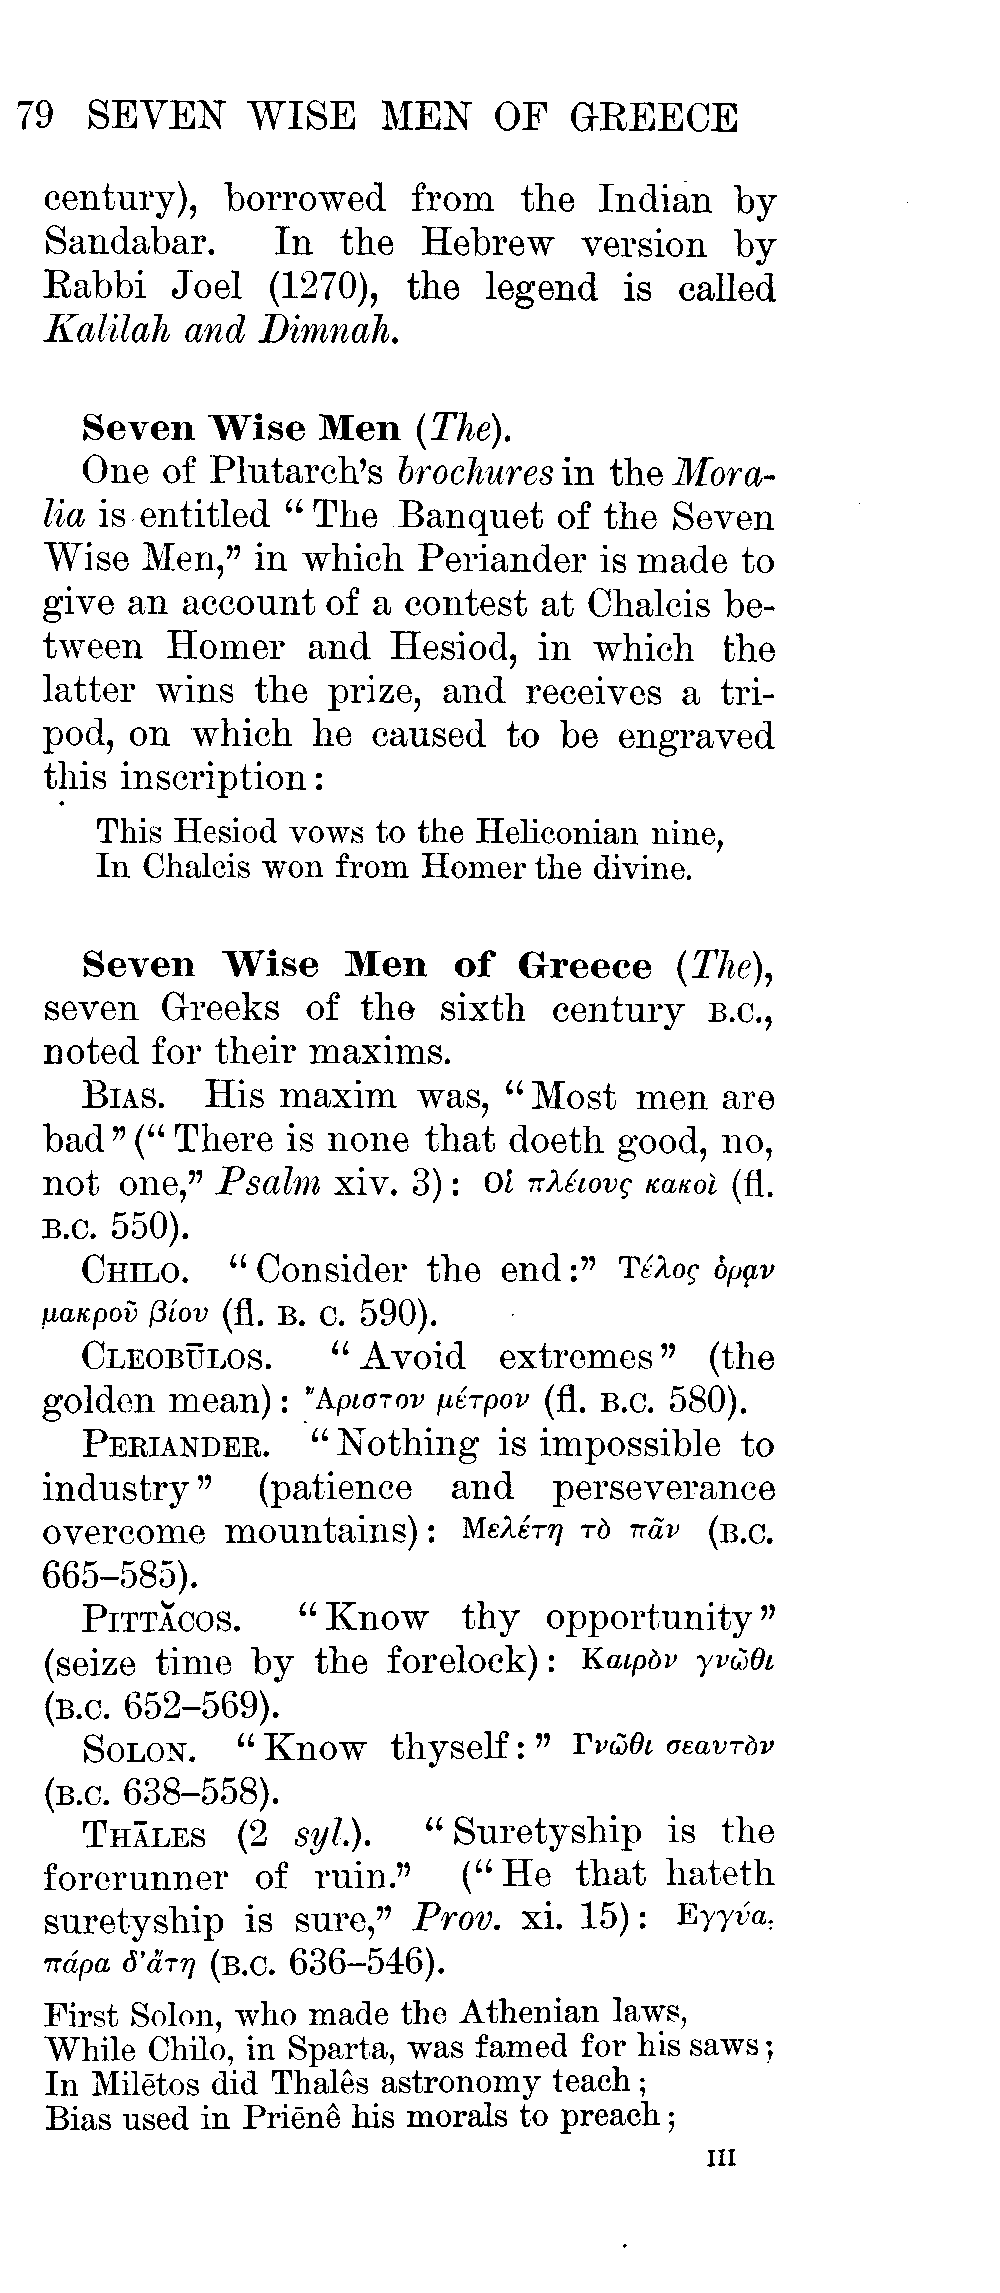 79 SEVEN WISE MEN OF GREECE
century), borrowed from the Indian by
Sandabar. In the Hebrew version by
Rabbi Joel (1270), the legend is called
Kalilah and Dimnah.
Seven Wise Men (The).
One of Plutarch's brochures in the Mora-
lia is entitled “ The Banquet of the Seven
Wise Men,” in which Periander is made to
give an account of a contest at Chalcis be-
tween Homer and Hesiod, in which the
latter wins the prize, and receives a tri-
pod, on which he caused to be engraved
this inscription:
This Hesiod vows to the Heliconian nine,
In Chalcis won from Homer the divine.
Seven Wise Men of Greece (The),
seven Greeks of the sixth century B.C.,
noted for their maxims.
BIAS. His maxim was, “Most men are
bad” (“ There is none that doeth good, no,
not one,” Psalm xiv. 3): Οἱ πλέιους κακοὶ (fl.
B.C. 550).
CHILO. “Consider the end:” Τέλος ὁρᾳν
μακροῦ βίου (fl. B. C. 590).
CLEOBŪLOS. “Avoid extremes” (the
golden mean): Ἄριστον μέτρον (fl. B.C. 580).
PERIANDER. “Nothing is impossible to
industry” (patience and perseverance
overcome mountains): Μελέτη τὸ πᾶν (B.C.
665–585).
PITTĂCOS. “Know thy opportunity”
(seize time by the forelock): Καιρὸν γνῶθι
(B.C. 652–569).
SOLON. “Know thyself:” Γνῶθι σεαυτὸν
(B.C. 638–558).
THĀLES (2 syl.). “Suretyship is the
forerunner of ruin.” (“He that hateth
suretyship is sure,” Prov. xi. 15): Εγγύα,
πάρα δ’ἄτη (B.C. 636–546).
First Solon, who made the Athenian laws,
While Chilo, in Sparta, was famed for his saws;
In Milētos did Thalês astronomy teach;
Bias used in Priēnê his morals to preach;
III